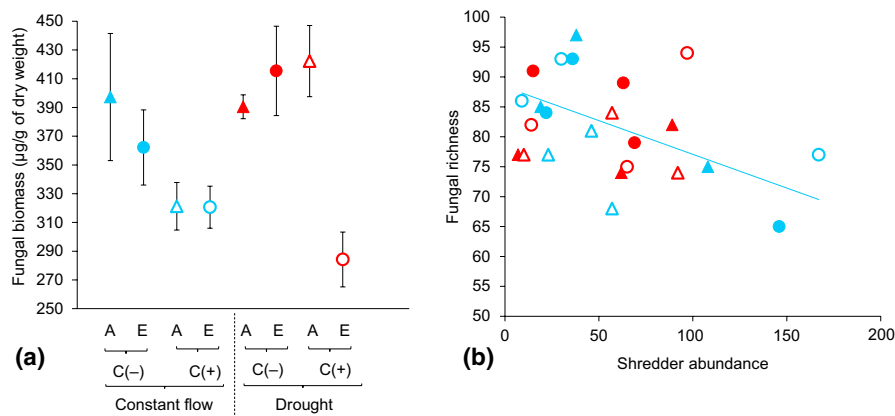 Fungal biomass (µg/g of dry weight)
450
430
410
390
370
350
330
310
290
270
250
A E A E A E A E
C(–) C(+) C(–) C(+)
Constant flow Drought
(a)
Fungal richness
100
95
90
85
80
75
70
65
60
55
50
0 50 100 150 200
Shredder abundance
(b)